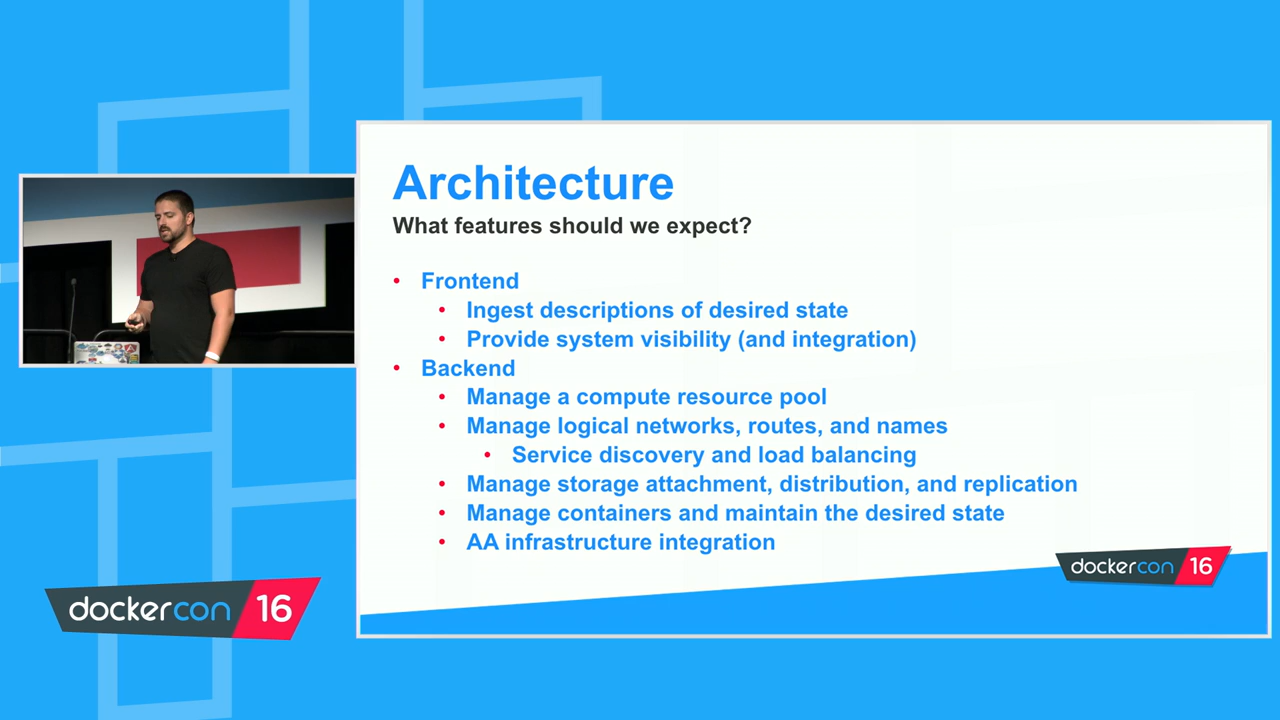 Architecture
What features should we expect?
• Frontend
• Ingest descriptions of desired state
• Provide system visibility (and integration)
• Backend
• Manage a compute resource pool
• Manage logical networks, routes, and names
• Service discovery and load balancing
• Manage storage attachment, distribution, and replication
• Manage containers and maintain the desired state
• AA infrastructure integration
dockercon 16
dockercon 16